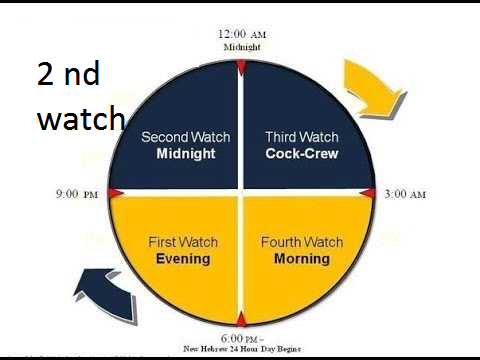 12:00 AM
Midnight
2 nd
watch
Second Watch
Midnight
Third Watch
Cock-Crew
9:00 PM
3:00 AM
First Watch
Evening
Fourth Watch
Morning
6:00 PM –
New Hebrew 24 Hour Day Begins